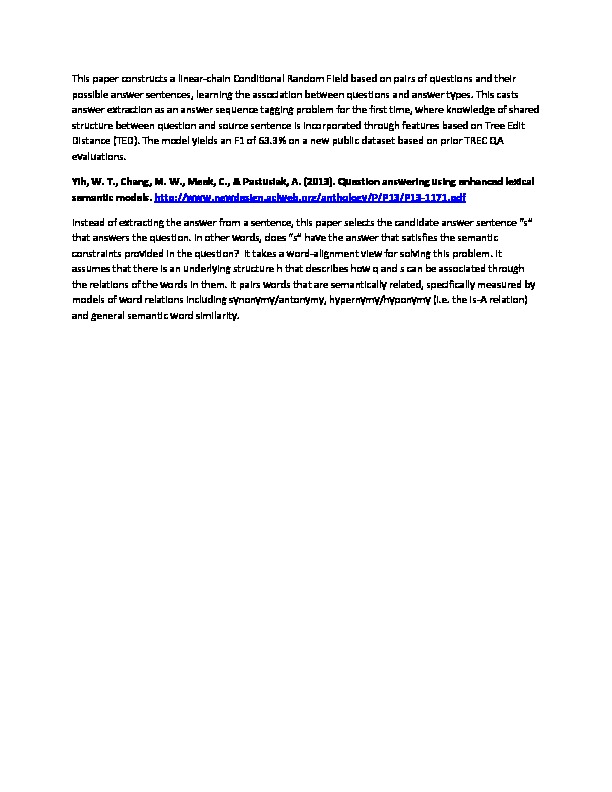 This paper constructs a linear-chain Conditional Random Field based on pairs of questions and their
possible answer sentences, learning the association between questions and answer types. This casts
answer extraction as an answer sequence tagging problem for the first time, where knowledge of shared
structure between question and source sentence is incorporated through features based on Tree Edit
Distance (TED). The model yields an F1 of 63.3% on a new public dataset based on prior TREC QA
evaluations.
Yih, W. T., Chang, M. W., Meek, C., & Pastusiak, A. (2013). Question answering using enhanced lexical
semantic models. http://www.newdesign.aclweb.org/anthology/P/P13/P13-1171.pdf
Instead of extracting the answer from a sentence, this paper selects the candidate answer sentence "s"
that answers the question. In other words, does "s" have the answer that satisfies the semantic
constraints provided in the question? It takes a word-alignment view for solving this problem. It
assumes that there is an underlying structure h that describes how q and s can be associated through
the relations of the words in them. It pairs words that are semantically related, specifically measured by
models of word relations including synonymy/antonymy, hypernymy/hyponymy (i.e. the Is-A relation)
and general semantic word similarity.